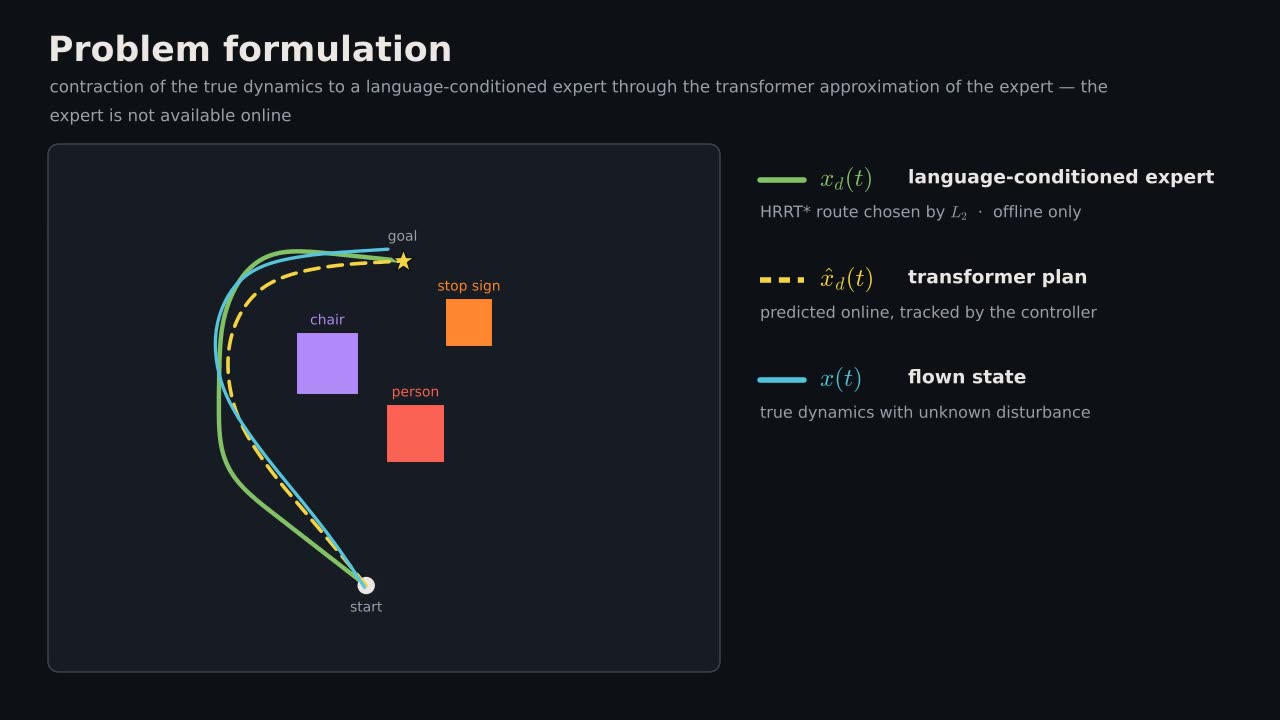 Problem formulation
contraction of the true dynamics to a language-conditioned expert through the transformer approximation of the expert — the
expert is not available online
goal
stop sign
chair
person
start
x_d(t) language-conditioned expert
HRRT* route chosen by L_2 · offline only
x̂_d(t) transformer plan
predicted online, tracked by the controller
x(t) flown state
true dynamics with unknown disturbance